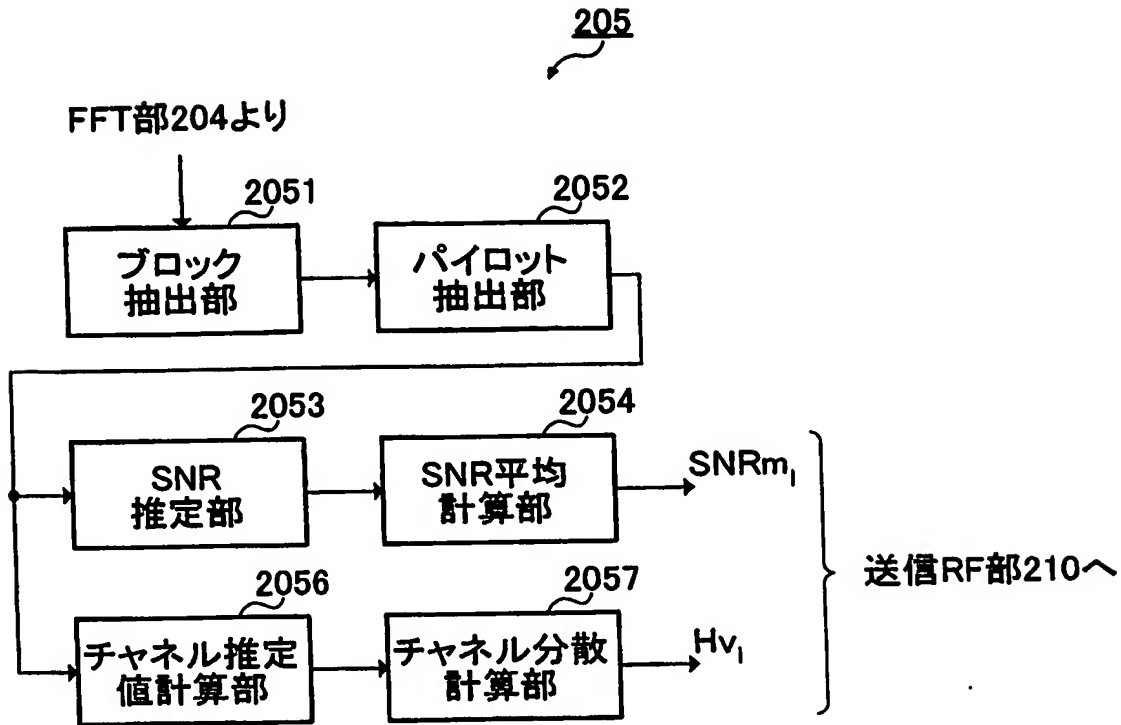 205
FFT部204より
2051
2052
ブロック
抽出部
パイロット
抽出部
2053
2054
SNR
推定部
SNR平均
計算部
SNRm_l
送信RF部210へ
2056
2057
チャネル推定
値計算部
チャネル分散
計算部
Hv_l